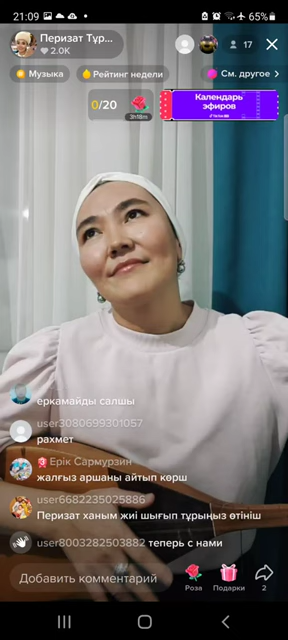 21:09
65%
Перизат Тұр...
2.0K
17
Музыка
Рейтинг недели
См. другое
0/20
3h18m
Календарь
эфиров
еркамайды салшы
user3080699301057
рахмет
Ерік Сармурзин
жалғыз аршаны айтып көрш
user6682235025886
Перизат ханым жиі шығып тұрыңыз өтініш
user8003282503882 теперь с нами
Добавить комментарий
Роза
Подарки
2